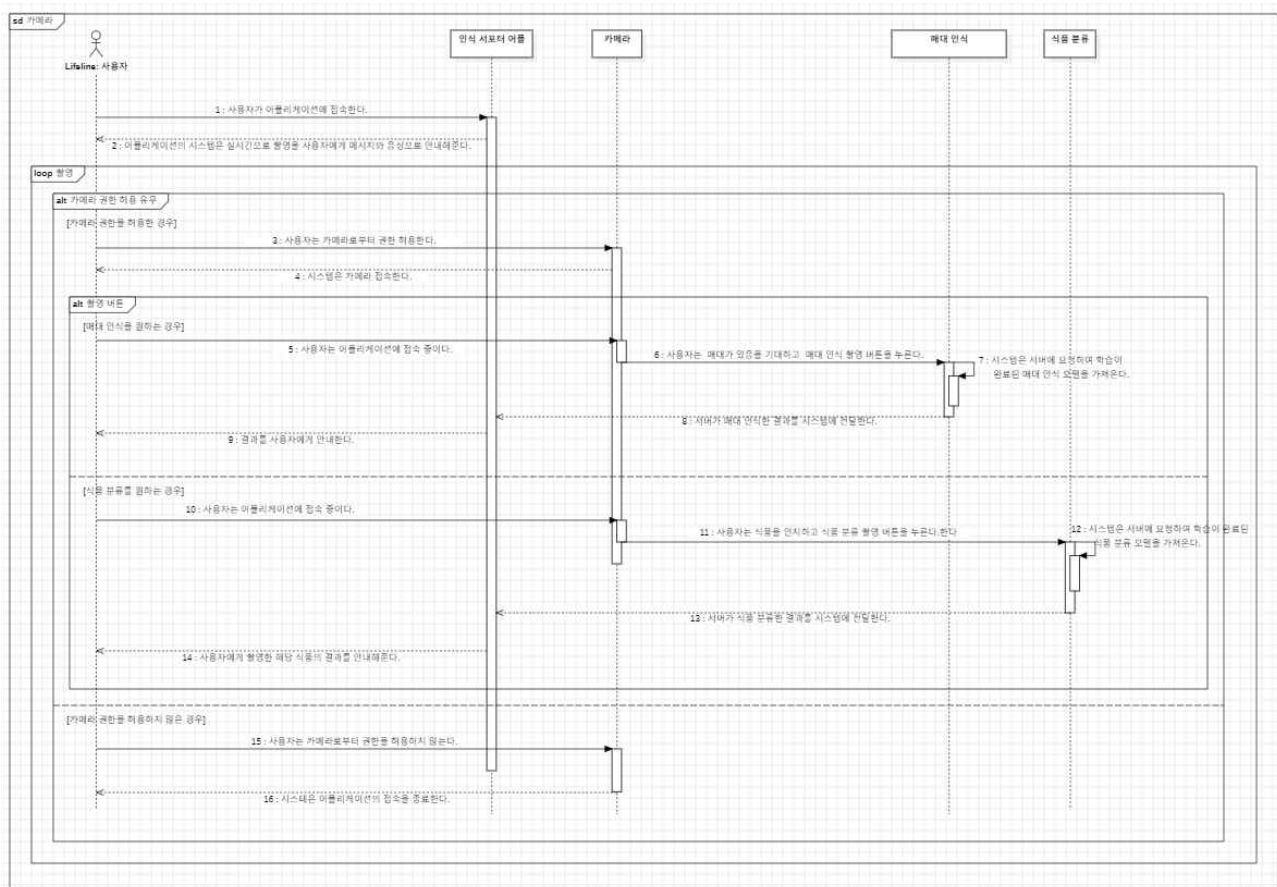 sd 카메라
인식 서포터 어플
카메라
매대 인식
식품 분류
Lifeline: 사용자
1 : 사용자가 어플리케이션에 접속한다.
2 : 어플리케이션의 시스템은 실시간으로 촬영을 사용자에게 메시지와 음성으로 안내해준다.
loop 촬영
alt 카메라 권한 허용 유무
[카메라 권한을 허용한 경우]
3 : 사용자는 카메라로부터 권한 허용한다.
4 : 시스템은 카메라 접속한다.
alt 촬영 버튼
[매대 인식을 원하는 경우]
5 : 사용자는 어플리케이션에 접속 중이다.
6 : 사용자는 매대가 있음을 기대하고 매대 인식 촬영 버튼을 누른다.
7 : 시스템은 서버에 요청하여 학습이
완료된 매대 인식 모델을 가져온다.
8 : 서버가 매대 인식한 결과를 시스템에 전달한다.
9 : 결과를 사용자에게 안내한다.
[식품 분류를 원하는 경우]
10 : 사용자는 어플리케이션에 접속 중이다.
11 : 사용자는 식품을 인지하고 식품 분류 촬영 버튼을 누른다.한다
12 : 시스템은 서버에 요청하여 학습이 완료된
식품 분류 모델을 가져온다.
13 : 서버가 식품 분류한 결과를 시스템에 전달한다.
14 : 사용자에게 촬영한 해당 식품의 결과를 안내해준다.
[카메라 권한을 허용하지 않은 경우]
15 : 사용자는 카메라로부터 권한을 허용하지 않는다.
16 : 시스테은 어플리케이션의 접속을 종료한다.